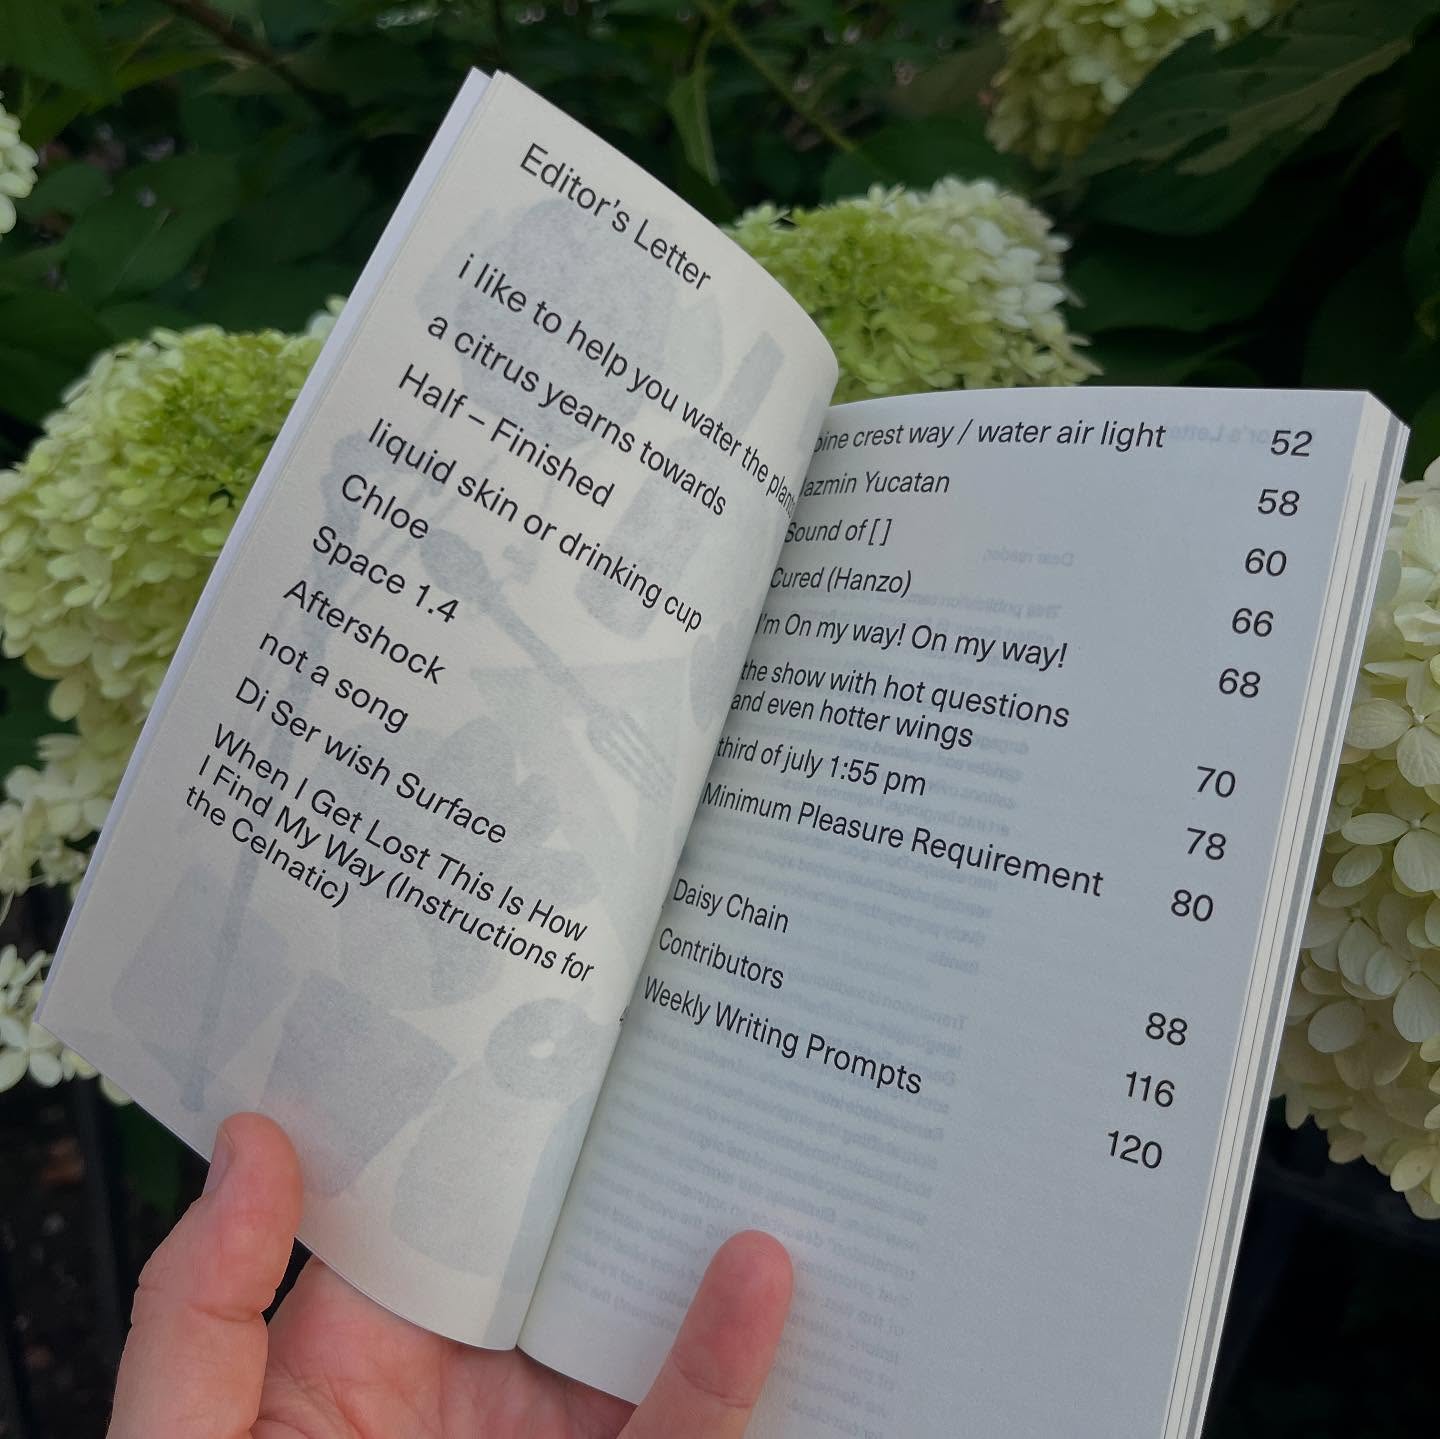 Editor's Letter
i like to help you water the plants
a citrus yearns towards
Half – Finished
liquid skin or drinking cup
Chloe
Space 1.4
Aftershock
not a song
Di Ser wish Surface
When I Get Lost This Is How
I Find My Way (Instructions for
the Celnatic)
pine crest way / water air light 52
Yucatan 58
Sound of [ ] 60
Cured (Hanzo) 66
I'm On my way! On my way! 68
the show with hot questions
and even hotter wings 70
third of july 1:55 pm 78
Minimum Pleasure Requirement 80
Daisy Chain 88
Contributors 116
Weekly Writing Prompts 120